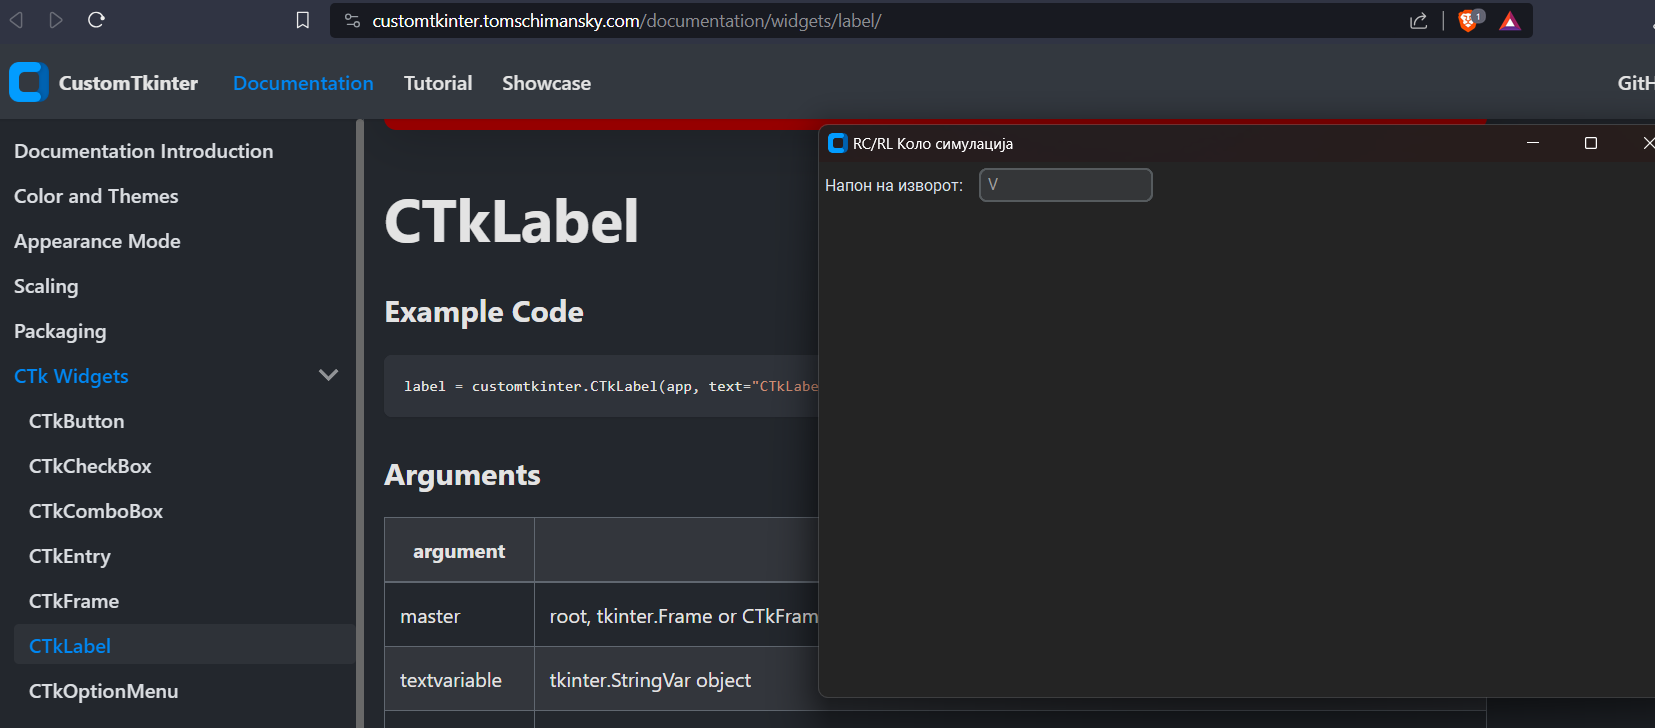 customtkinter.tomschimansky.com/documentation/widgets/label/
1
CustomTkinter
Documentation
Tutorial
Showcase
Documentation Introduction
Color and Themes
Appearance Mode
Scaling
Packaging
CTk Widgets
CTkButton
CTkCheckBox
CTkComboBox
CTkEntry
CTkFrame
CTkLabel
CTkOptionMenu
CTkLabel
Example Code
label = customtkinter.CTkLabel(app, text="CTkLabe
Arguments
argument
master
root, tkinter.Frame or CTkFram
textvariable
tkinter.StringVar object
RC/RL Коло симулација
Напон на изворот:
V